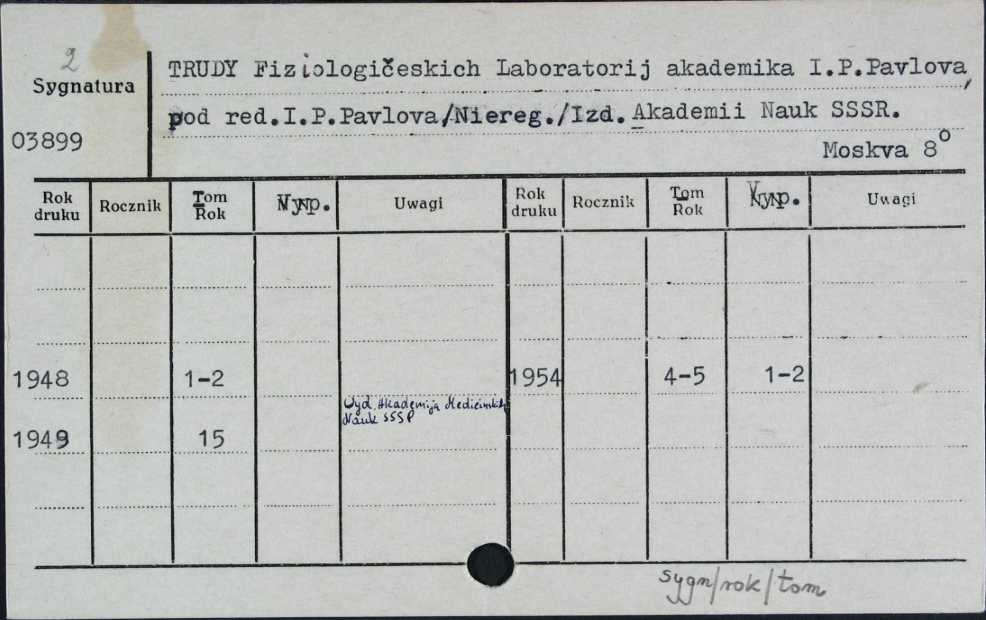 2
Sygnatura
03899
TRUDY Fiziologičeskich Laboratorij akademika I.P.Pavlova,
pod red.I.P.Pavlova/Niereg./Izd. Akademii Nauk SSSR.
Moskva 8°
Rok druku Rocznik Tom Rok Wyp. Uwagi Rok druku Rocznik Tom Rok Wyp. Uwagi
1948 1-2 1954 4-5 1-2
Wyd. Akademija Medicinskich
Nauk SSSR
1949 15
sygn/rok/tom